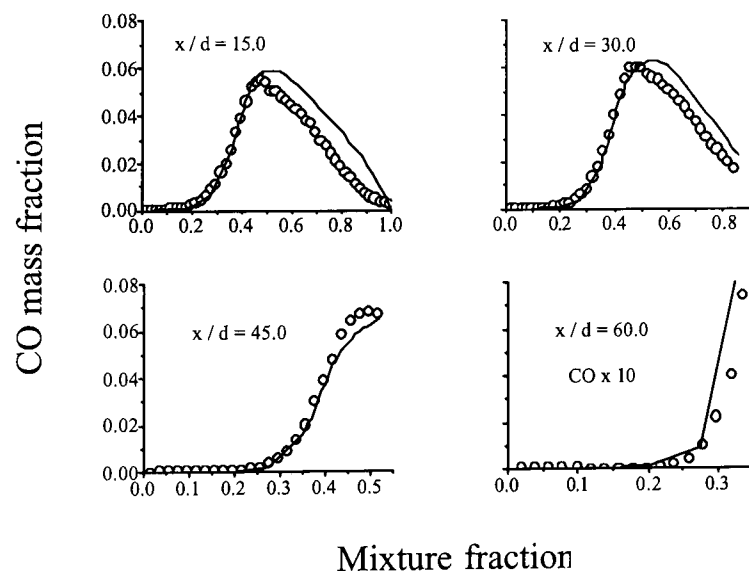 CO mass fraction
x / d = 15.0
0.08
0.06
0.04
0.02
0.00
0.0 0.2 0.4 0.6 0.8 1.0
x / d = 30.0
0.0 0.2 0.4 0.6 0.8
x / d = 45.0
0.08
0.06
0.04
0.02
0.00
0.0 0.1 0.2 0.3 0.4 0.5
x / d = 60.0
CO x 10
0.0 0.1 0.2 0.3
Mixture fraction